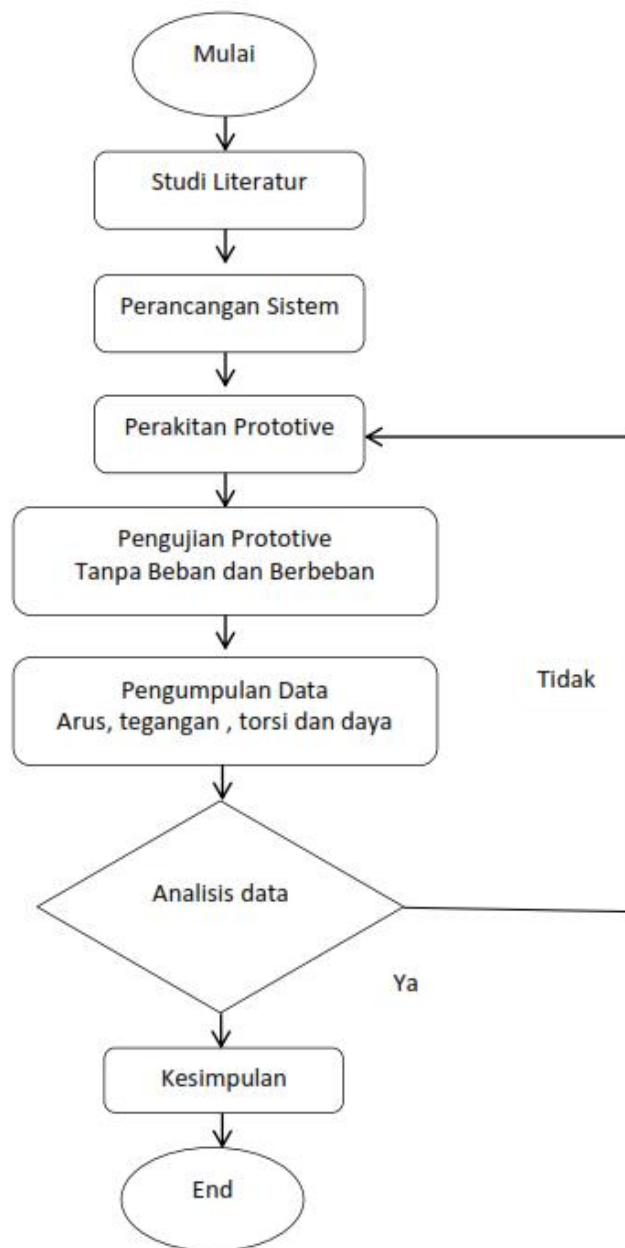 Mulai
Studi Literatur
Perancangan Sistem
Perakitan Prototive
Pengujian Prototive
Tanpa Beban dan Berbeban
Pengumpulan Data
Arus, tegangan , torsi dan daya
Tidak
Analisis data
Ya
Kesimpulan
End